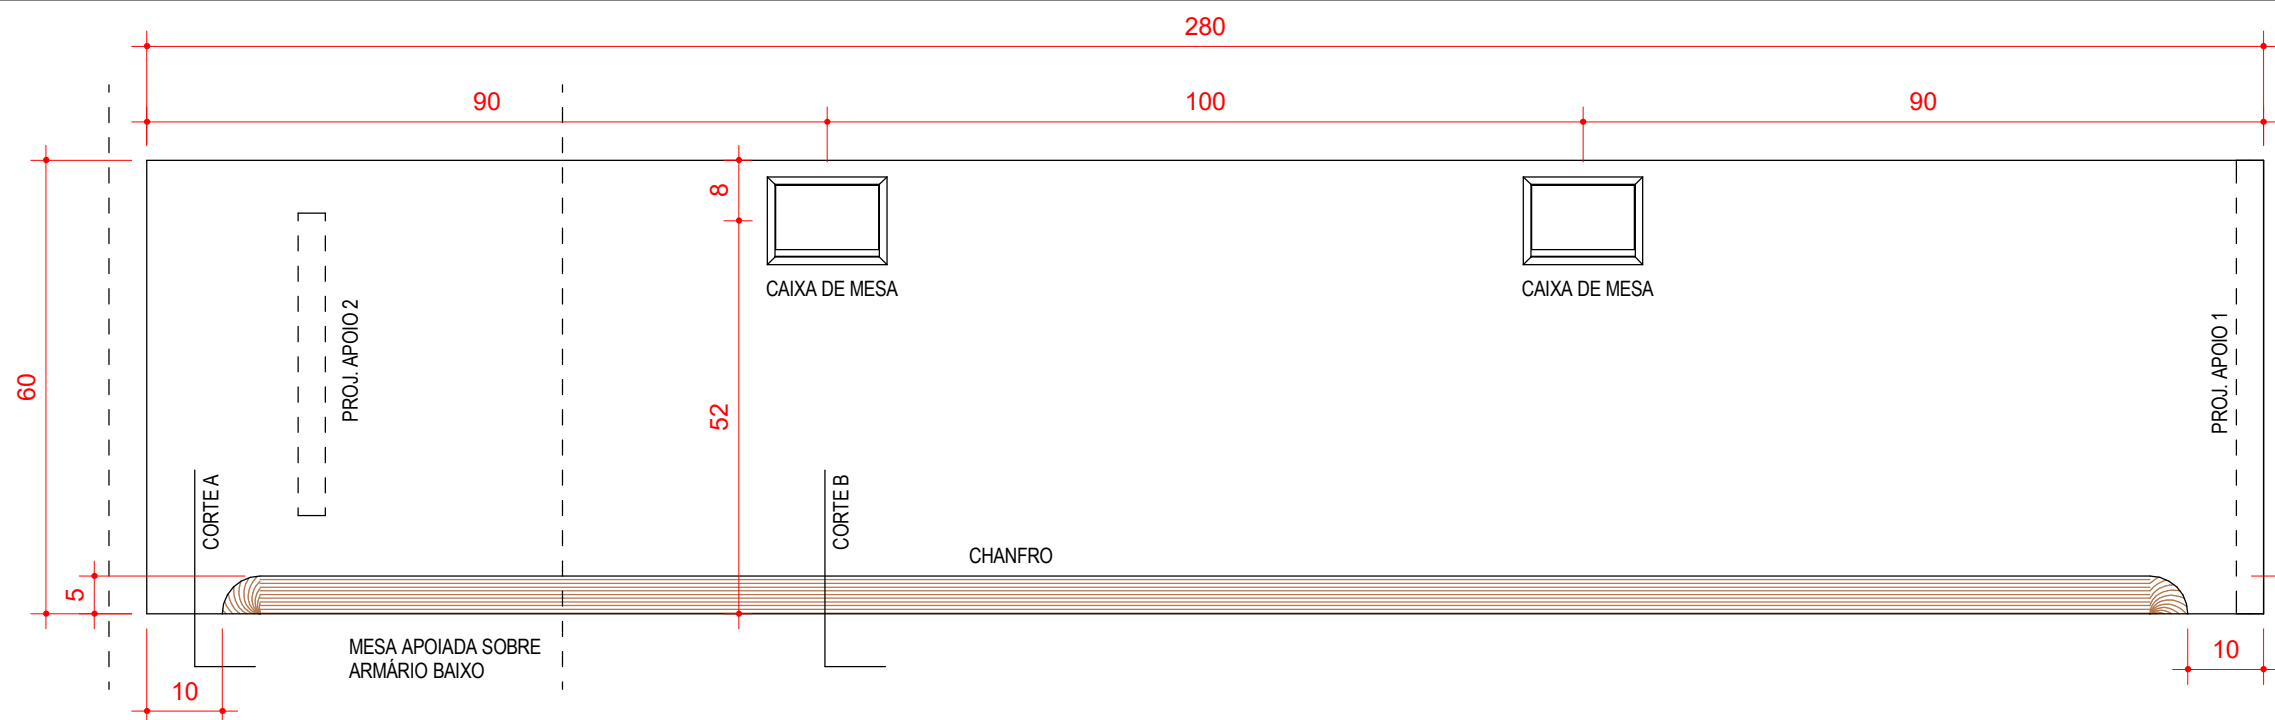 280
90
100
90
8
CAIXA DE MESA
CAIXA DE MESA
PROJ. APOIO 2
PROJ. APOIO 1
60
52
CORTE A
CORTE B
CHANFRO
5
MESA APOIADA SOBRE
ARMÁRIO BAIXO
10
10